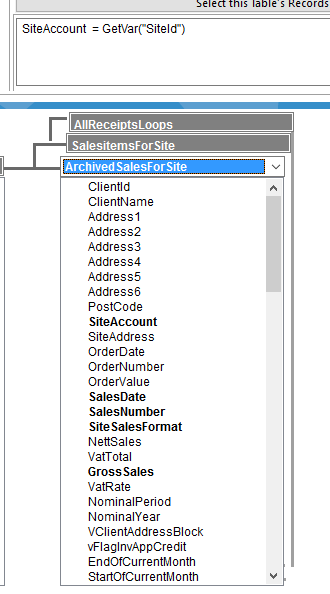 Select this Table's Records
SiteAccount = GetVar("SiteId")
AllReceiptsLoops
SalesitemsForSite
ArchivedSalesForSite
ClientId
ClientName
Address1
Address2
Address3
Address4
Address5
Address6
PostCode
SiteAccount
SiteAddress
OrderDate
OrderNumber
OrderValue
SalesDate
SalesNumber
SiteSalesFormat
NettSales
VatTotal
GrossSales
VatRate
NominalPeriod
NominalYear
VClientAddressBlock
vFlagInvAppCredit
EndOfCurrentMonth
StartOfCurrentMonth